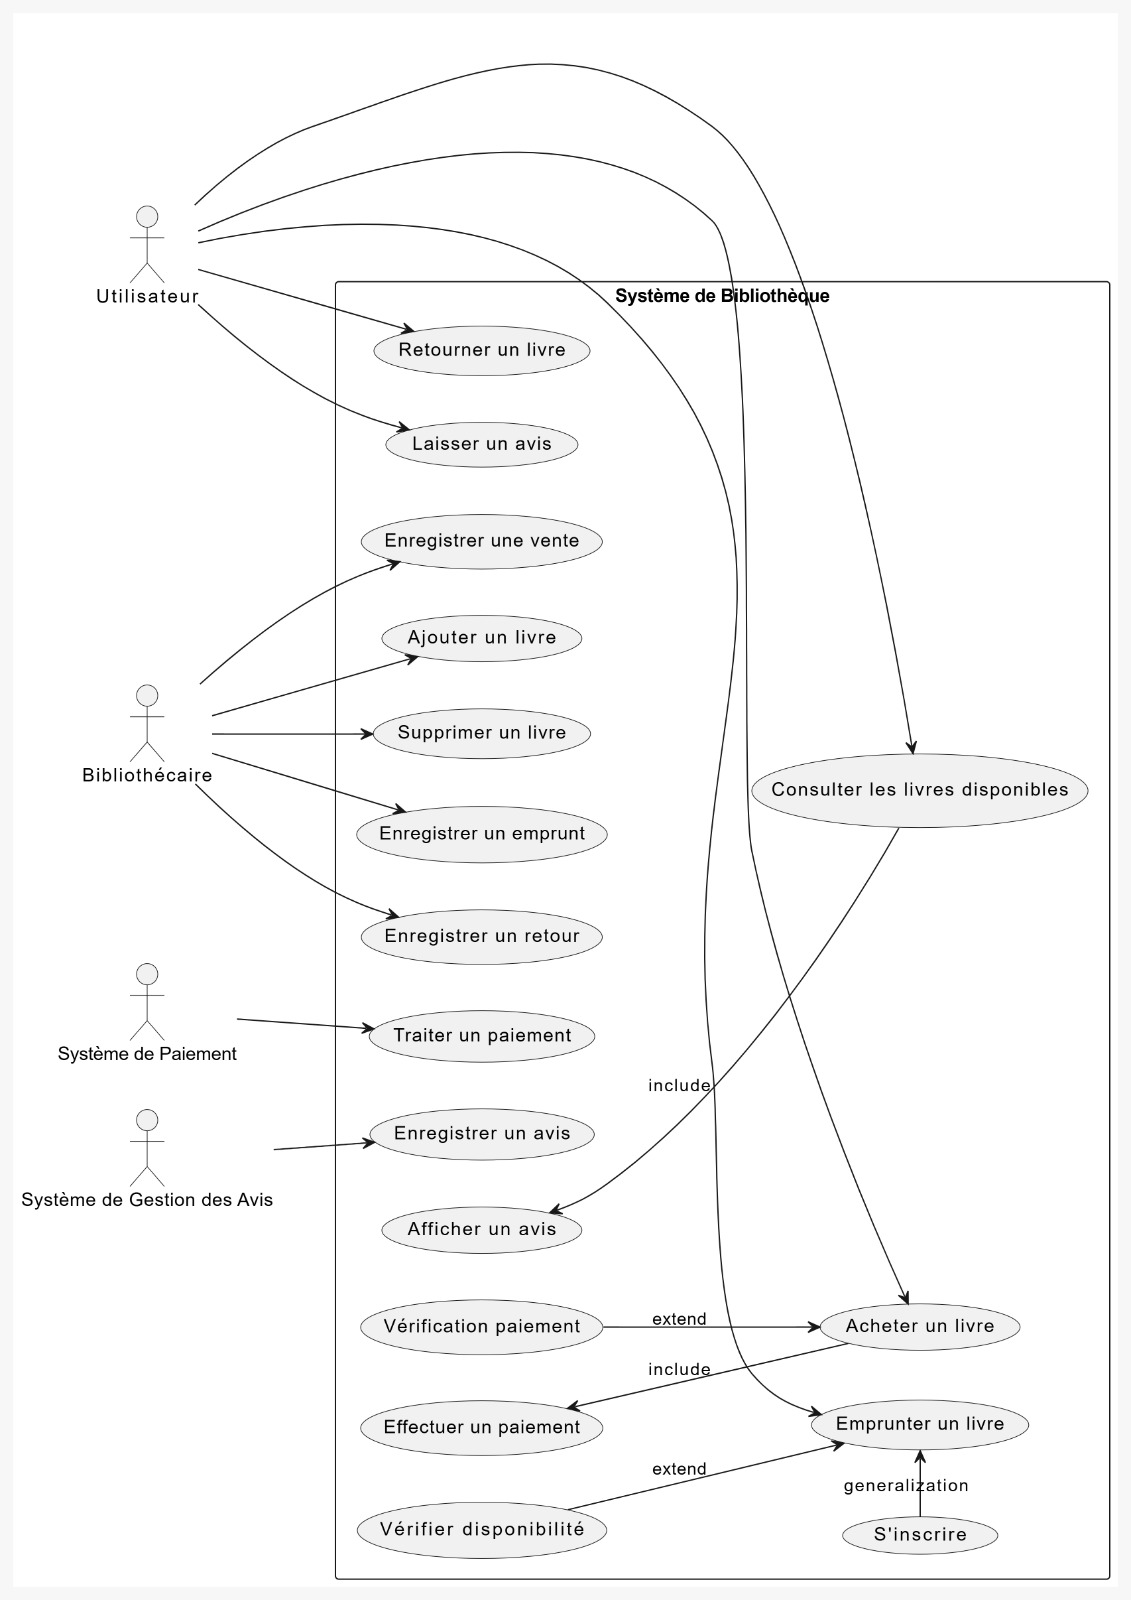 Utilisateur
Système de Bibliothèque
Retourner un livre
Laisser un avis
Enregistrer une vente
Ajouter un livre
Bibliothécaire
Supprimer un livre
Consulter les livres disponibles
Enregistrer un emprunt
Enregistrer un retour
Système de Paiement
Traiter un paiement
include
Système de Gestion des Avis
Enregistrer un avis
Afficher un avis
Vérification paiement
extend
Acheter un livre
include
Effectuer un paiement
Emprunter un livre
extend
generalization
Vérifier disponibilité
S'inscrire